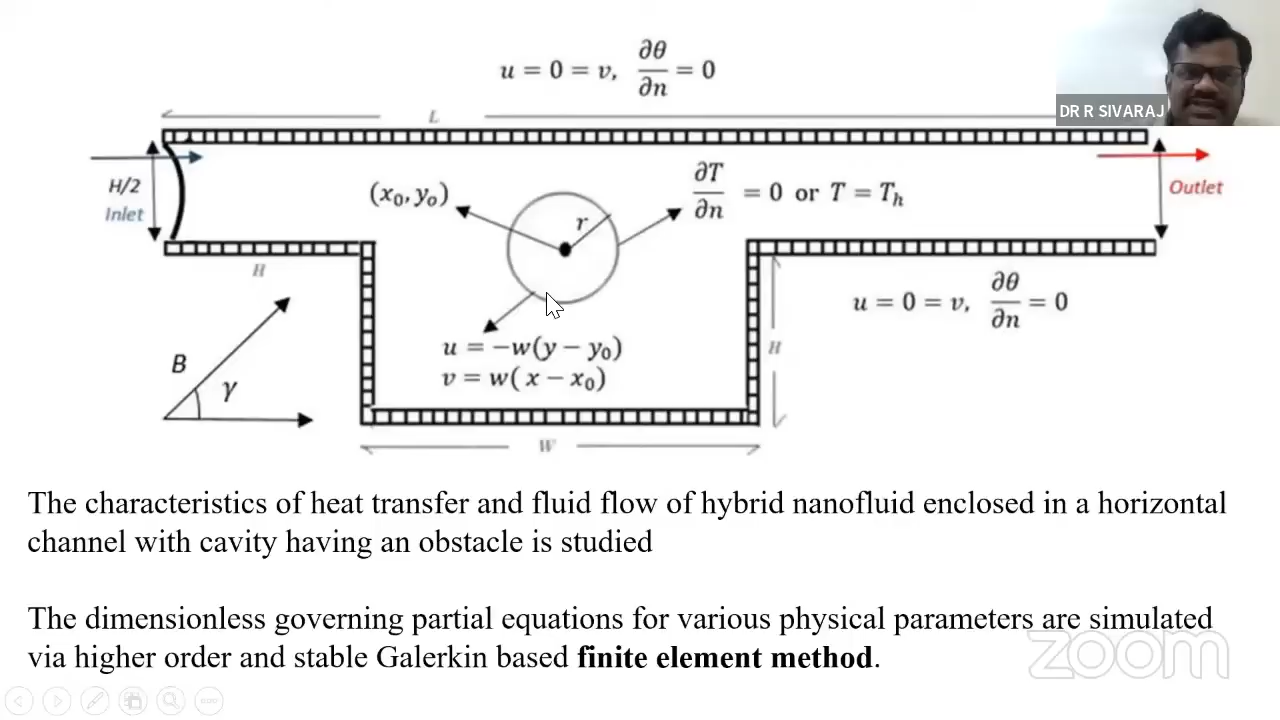 u = 0 = v, ∂θ/∂n = 0
DR R SIVARAJ
L
H/2
Inlet
(x₀, yₒ)
r
∂T/∂n = 0 or T = Tₕ
Outlet
H
u = 0 = v, ∂θ/∂n = 0
B
γ
u = −w(y − y₀)
v = w( x − x₀)
H
W
The characteristics of heat transfer and fluid flow of hybrid nanofluid enclosed in a horizontal
channel with cavity having an obstacle is studied
The dimensionless governing partial equations for various physical parameters are simulated
via higher order and stable Galerkin based finite element method.
zoom